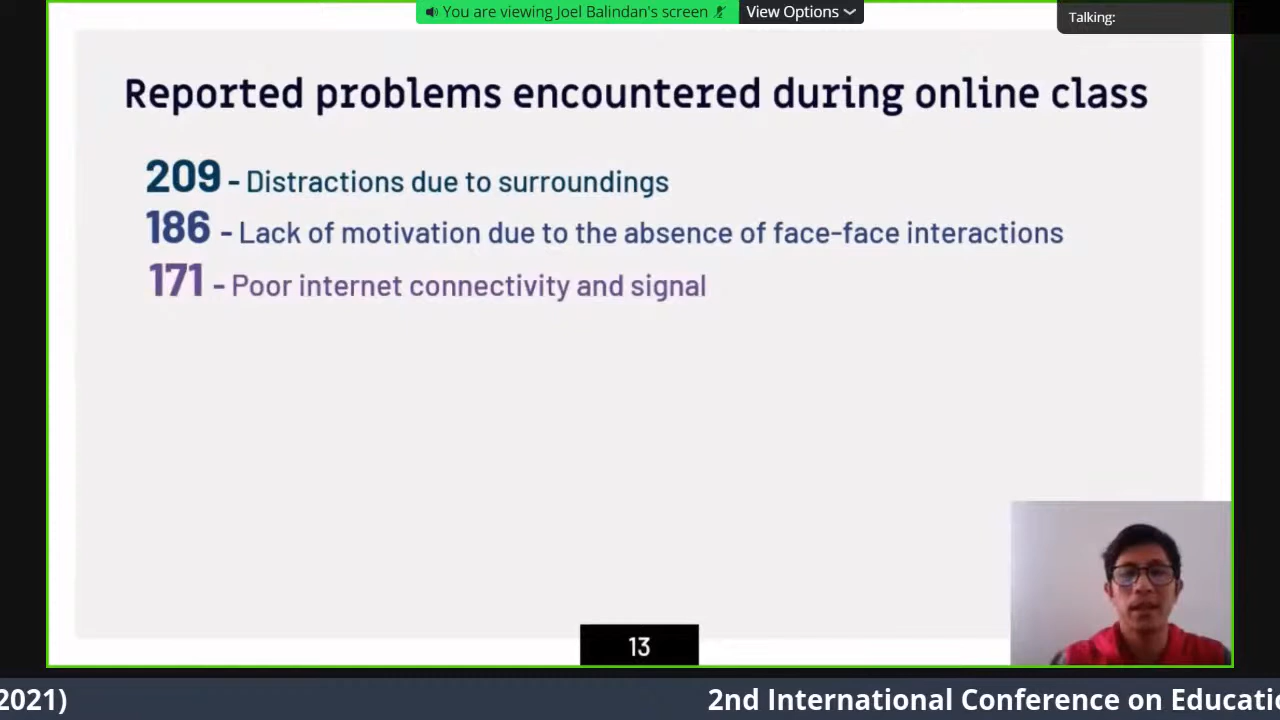 You are viewing Joel Balindan's screen
View Options
Talking:
Reported problems encountered during online class
209 - Distractions due to surroundings
186 - Lack of motivation due to the absence of face-face interactions
171 - Poor internet connectivity and signal
13
2021) 2nd International Conference on Educatio